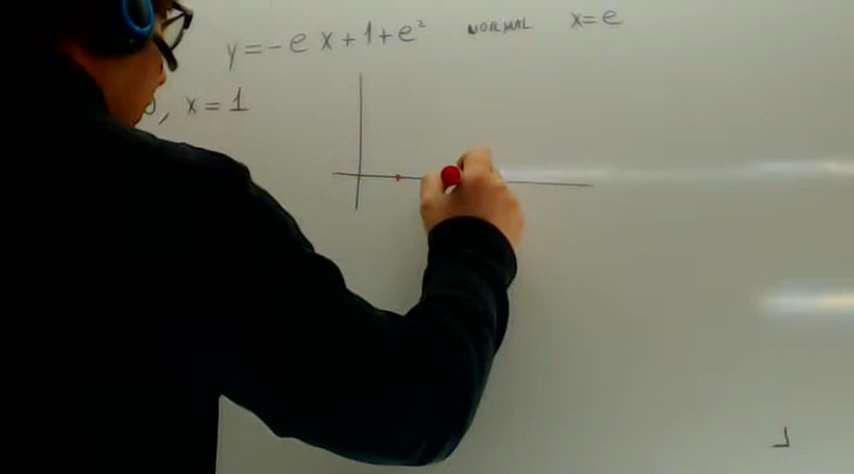 y = - e x + 1 + e² NORMAL x = e
, x = 1